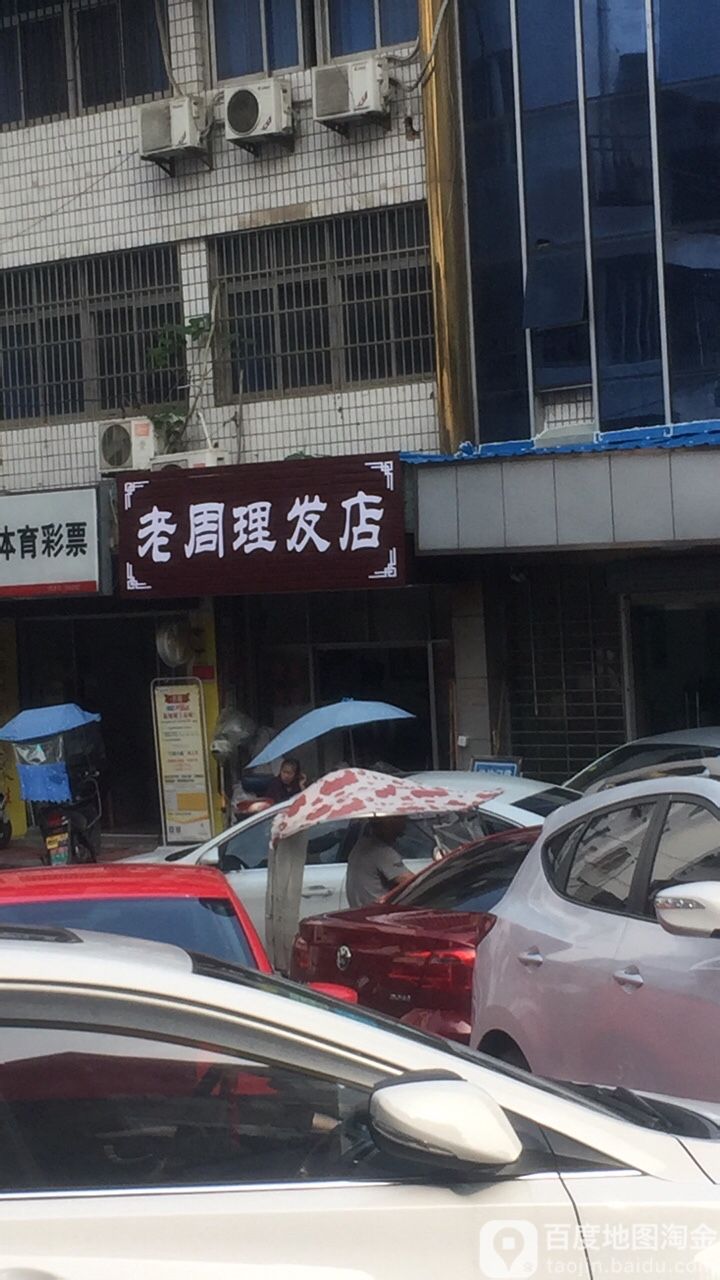 体育彩票
老周理发店
百度地图淘金
taojin.baidu.com